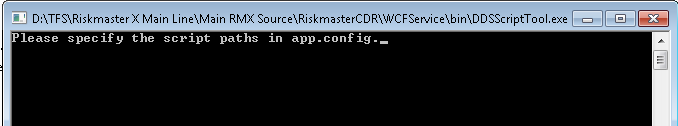 D:\TFS\Riskmaster X Main Line\Main RMX Source\RiskmasterCDR\WCFService\bin\DDSScriptTool.exe
Please specify the script paths in app.config.